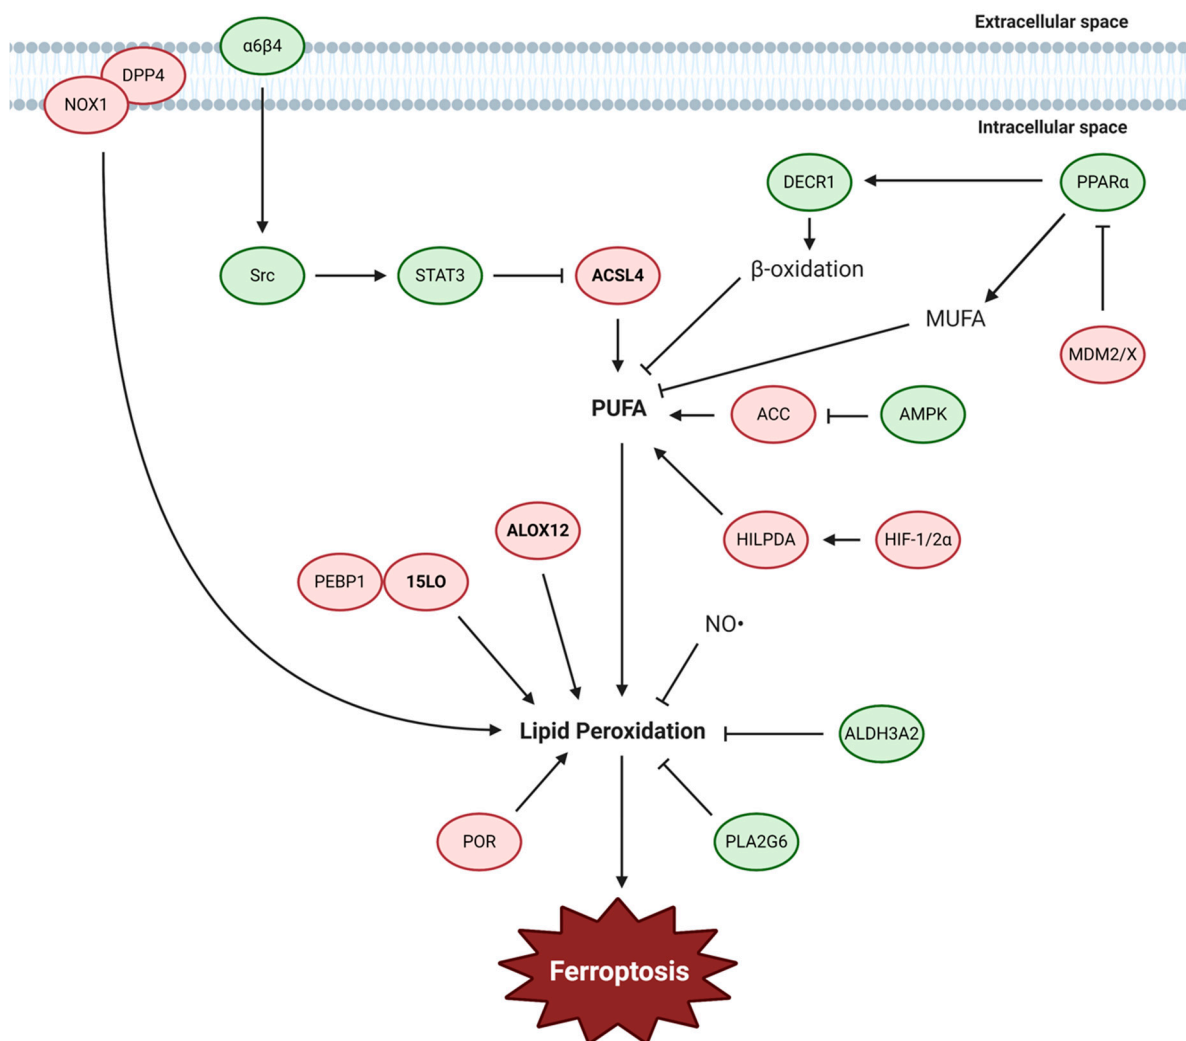 Extracellular space
α6β4
DPP4
NOX1
Intracellular space
DECR1
PPARα
Src
STAT3
ACSL4
β-oxidation
MUFA
MDM2/X
PUFA
ACC
AMPK
ALOX12
HILPDA
HIF-1/2α
PEBP1
15LO
NO•
Lipid Peroxidation
ALDH3A2
POR
PLA2G6
Ferroptosis